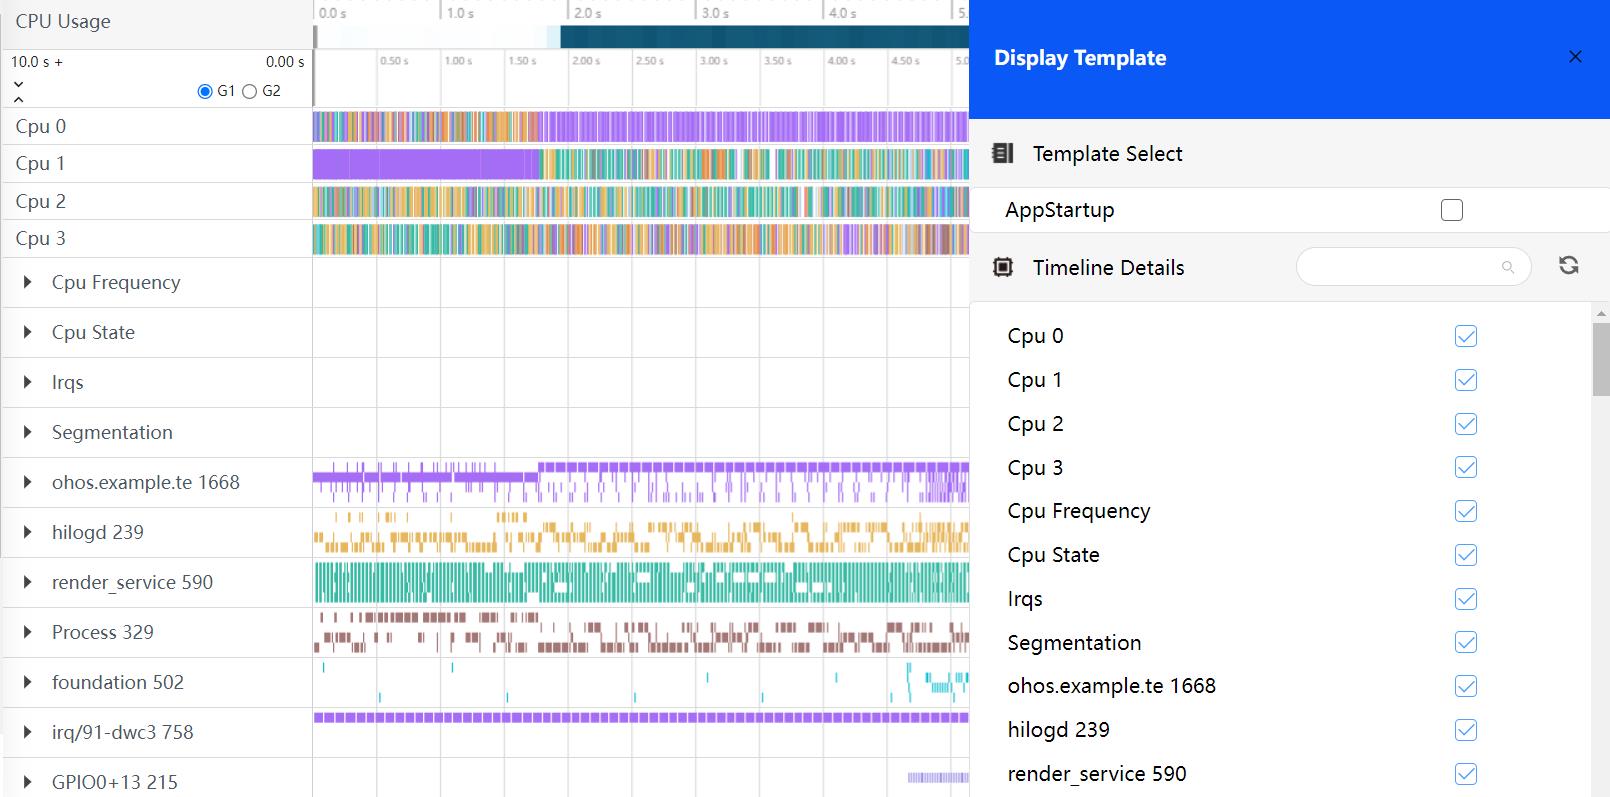 CPU Usage
0.0 s 1.0 s 2.0 s 3.0 s 4.0 s 5.
10.0 s + 0.00 s
0.50 s 1.00 s 1.50 s 2.00 s 2.50 s 3.00 s 3.50 s 4.00 s 4.50 s 5.0
G1 G2
Cpu 0
Cpu 1
Cpu 2
Cpu 3
Cpu Frequency
Cpu State
Irqs
Segmentation
ohos.example.te 1668
hilogd 239
render_service 590
Process 329
foundation 502
irq/91-dwc3 758
GPIO0+13 215
Display Template
Template Select
AppStartup
Timeline Details
Cpu 0
Cpu 1
Cpu 2
Cpu 3
Cpu Frequency
Cpu State
Irqs
Segmentation
ohos.example.te 1668
hilogd 239
render_service 590